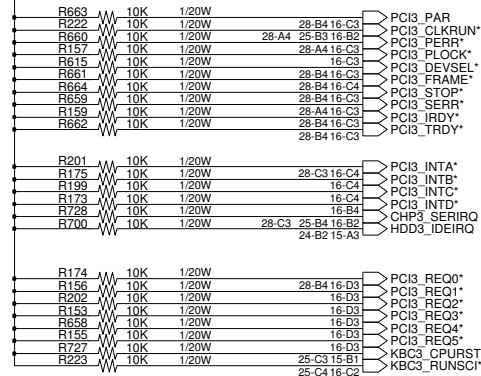 R663 10K 1/20W PCI3_PAR
R222 10K 1/20W 28-B4 16-C3 PCI3_CLKRUN*
R660 10K 1/20W 28-A4 25-B3 16-B2 PCI3_PERR*
R157 10K 1/20W 28-A4 16-C3 PCI3_PLOCK*
R615 10K 1/20W 16-C3 PCI3_DEVSEL*
R661 10K 1/20W 28-B4 16-C3 PCI3_FRAME*
R664 10K 1/20W 28-B4 16-C4 PCI3_STOP*
R659 10K 1/20W 28-B4 16-C3 PCI3_SERR*
R159 10K 1/20W 28-A4 16-C3 PCI3_IRDY*
R662 10K 1/20W 28-B4 16-C3 PCI3_TRDY*
28-B4 16-C3
R201 10K 1/20W PCI3_INTA*
R175 10K 1/20W 28-C3 16-C4 PCI3_INTB*
R199 10K 1/20W 16-C4 PCI3_INTC*
R173 10K 1/20W 16-C4 PCI3_INTD*
R728 10K 1/20W 16-B4 CHP3_SERIRQ
R700 10K 1/20W 28-C3 25-B4 16-B2 HDD3_IDEIRQ
24-B2 15-A3
R174 10K 1/20W PCI3_REQ0*
R156 10K 1/20W 28-B4 16-D3 PCI3_REQ1*
R202 10K 1/20W 16-D3 PCI3_REQ2*
R153 10K 1/20W 16-D3 PCI3_REQ3*
R658 10K 1/20W 16-D3 PCI3_REQ4*
R155 10K 1/20W 16-D3 PCI3_REQ5*
R727 10K 1/20W 16-D3 KBC3_CPURST
R223 10K 1/20W 25-C3 15-B1 KBC3_RUNSCI*
25-C4 16-C2